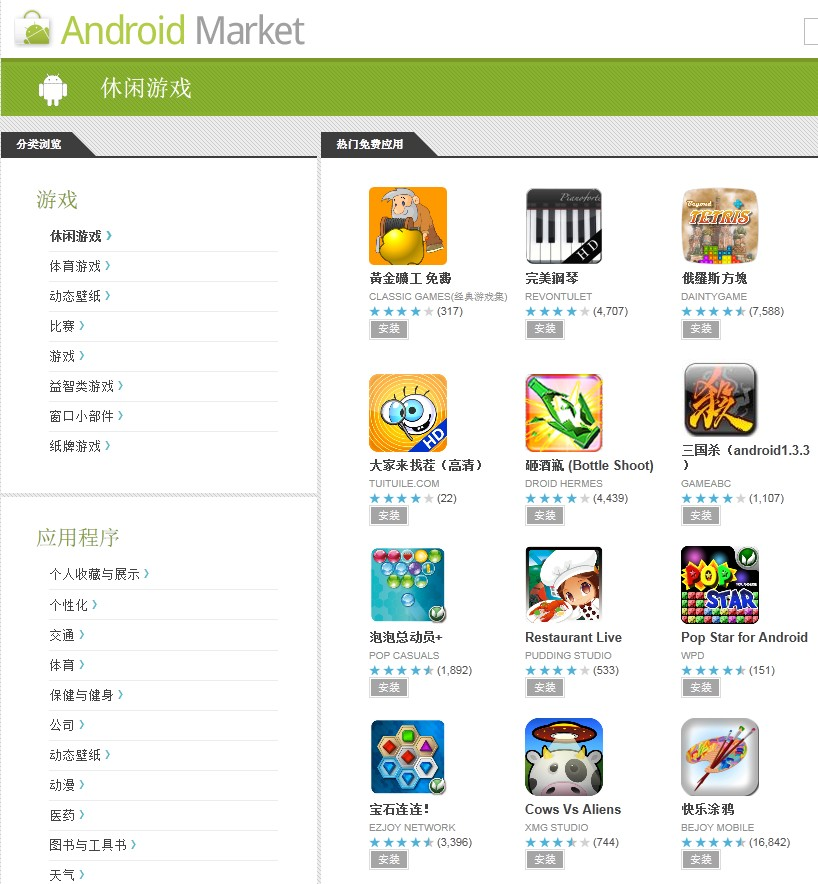 Android Market
休闲游戏
分类浏览
游戏
休闲游戏
体育游戏
动态壁纸
比赛
游戏
益智类游戏
窗口小部件
纸牌游戏
应用程序
个人收藏与展示
个性化
交通
体育
保健与健身
公司
动态壁纸
动漫
医药
图书与工具书
天气
热门免费应用
Pianoforte
HD
Beyond
TETRIS
黃金礦工 免費
完美鋼琴
俄羅斯方塊
CLASSIC GAMES(经典游戏集)
REVONTULET
DAINTYGAME
(317)
(4,707)
(7,588)
安装
安装
安装
HD
殺
大家来找茬（高清）
砸酒瓶 (Bottle Shoot)
三国杀（android1.3.3
）
TUITUILE.COM
DROID HERMES
GAMEABC
(22)
(4,439)
(1,107)
安装
安装
安装
POP
STAR
泡泡总动员+
Restaurant Live
Pop Star for Android
POP CASUALS
PUDDING STUDIO
WPD
(1,892)
(533)
(151)
安装
安装
安装
宝石连连!
Cows Vs Aliens
快乐涂鸦
EZJOY NETWORK
XMG STUDIO
BEJOY MOBILE
(3,396)
(744)
(16,842)
安装
安装
安装